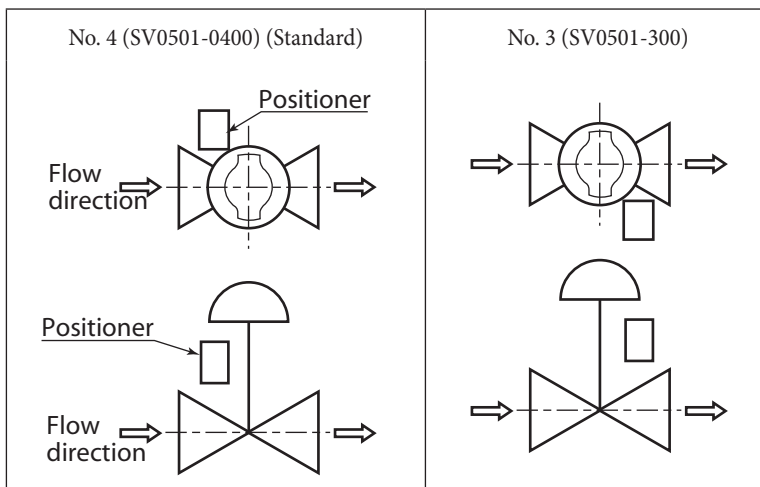 No. 4 (SV0501-0400) (Standard)
No. 3 (SV0501-300)
Positioner
Flow
direction
Positioner
Flow
direction